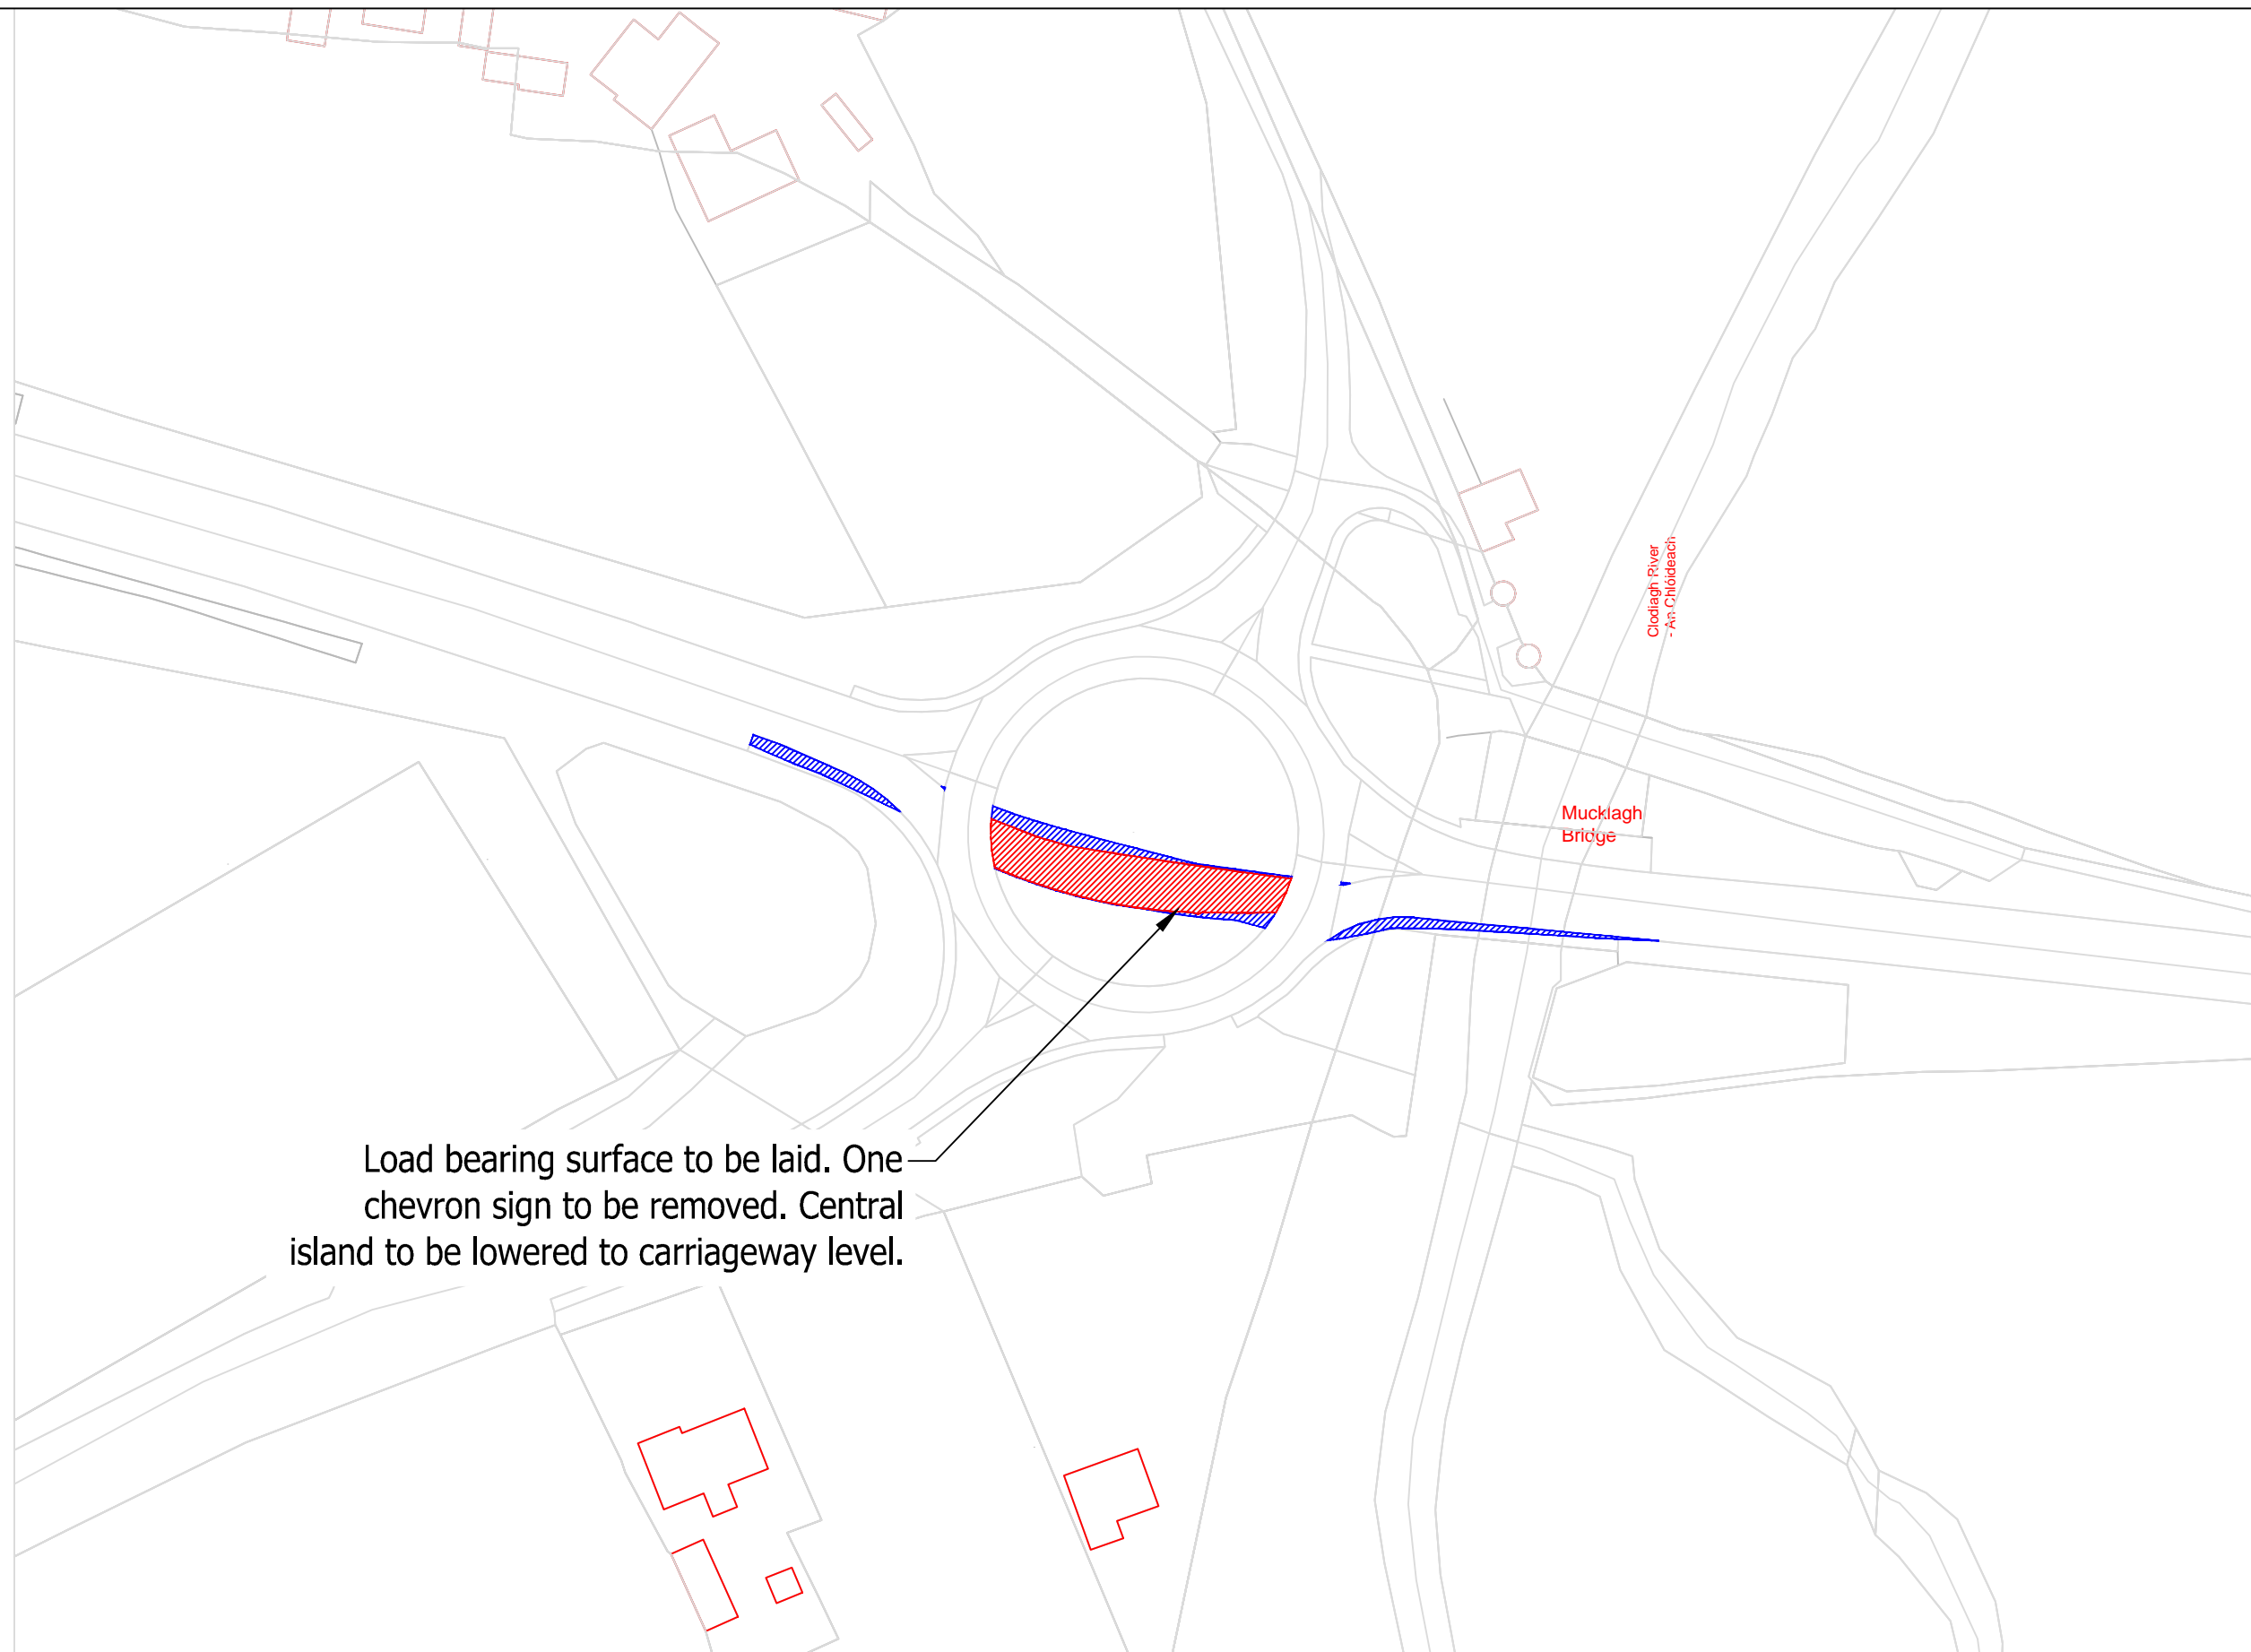 Clodiagh River
- An Chlóideach
Mucklagh
Bridge
Load bearing surface to be laid. One
chevron sign to be removed. Central
island to be lowered to carriageway level.